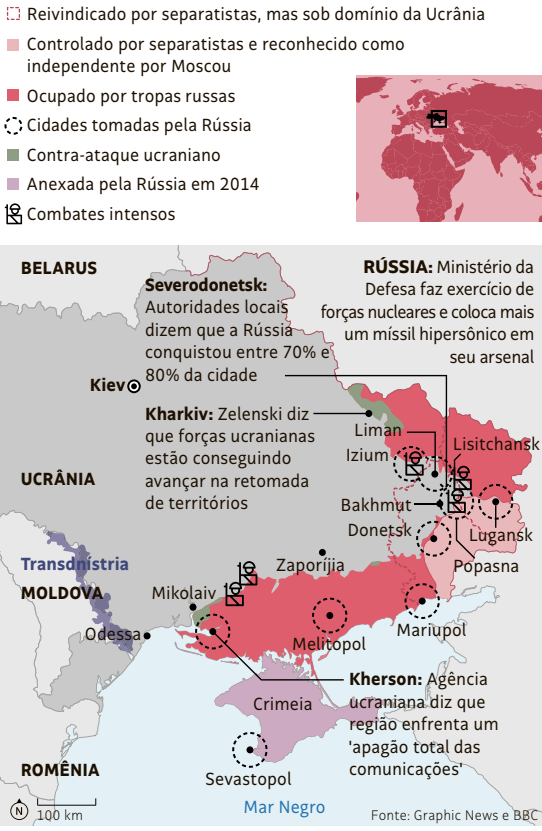 Reivindicado por separatistas, mas sob domínio da Ucrânia
Controlado por separatistas e reconhecido como
independente por Moscou
Ocupado por tropas russas
Cidades tomadas pela Rússia
Contra-ataque ucraniano
Anexada pela Rússia em 2014
Combates intensos
BELARUS
RÚSSIA: Ministério da
Defesa faz exercício de
forças nucleares e coloca mais
um míssil hipersônico em
seu arsenal
Severodonetsk:
Autoridades locais
dizem que a Rússia
conquistou entre 70% e
80% da cidade
Kiev
Kharkiv: Zelenski diz
que forças ucranianas
estão conseguindo
avançar na retomada
de territórios
Liman
Lisitchansk
Izium
UCRÂNIA
Bakhmut
Donetsk
Lugansk
Popasna
Transdnístria
Zaporíjia
MOLDOVA
Mikolaiv
Odessa
Mariupol
Melitopol
Kherson: Agência
ucraniana diz que
região enfrenta um
'apagão total das
comunicações'
Crimeia
ROMÊNIA
Sevastopol
Mar Negro
N
100 km
Fonte: Graphic News e BBC